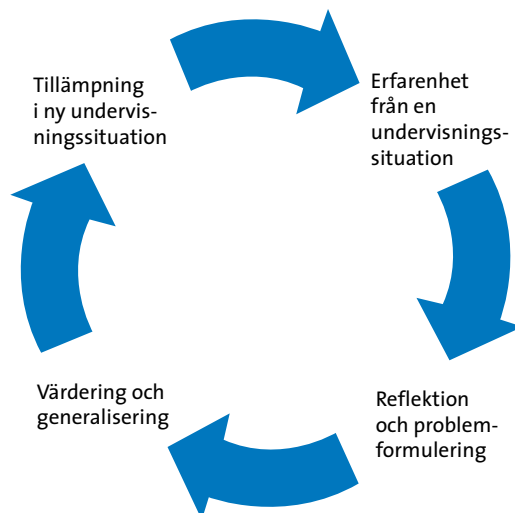 Tillämpning
i ny undervis-
ningssituation
Erfarenhet
från en
undervisnings-
situation
Reflektion
och problem-
formulering
Värdering och
generalisering